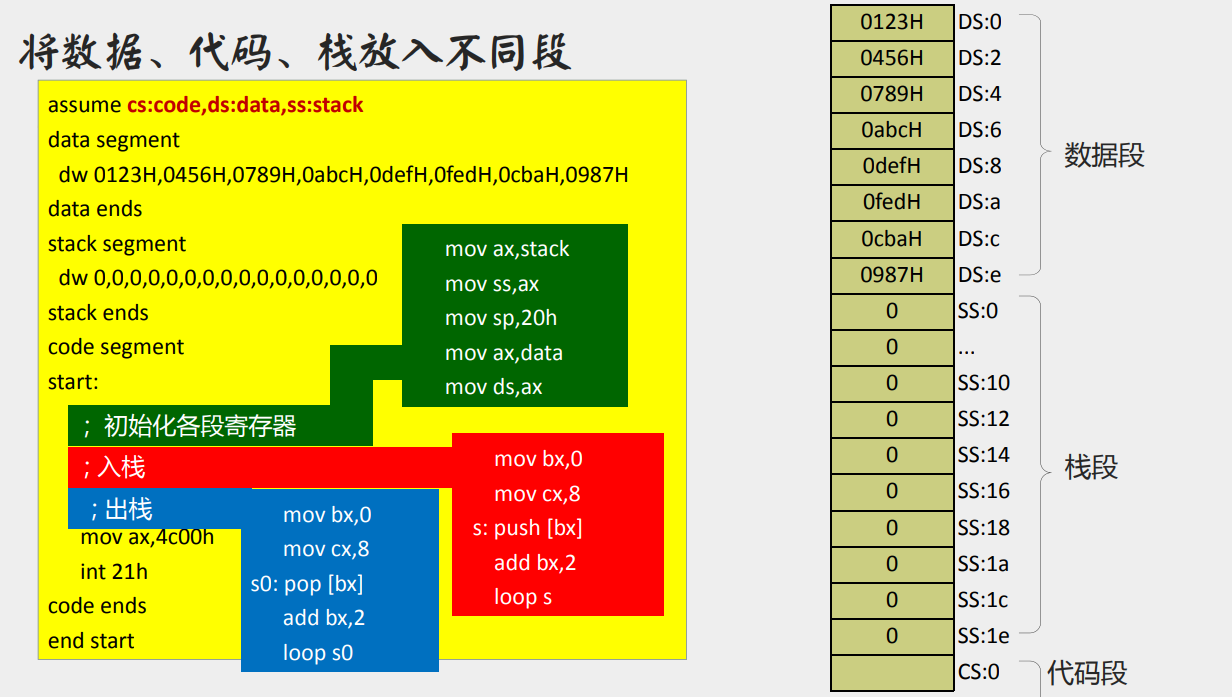 将数据、代码、栈放入不同段
assume cs:code,ds:data,ss:stack
data segment
dw 0123H,0456H,0789H,0abcH,0defH,0fedH,0cbaH,0987H
data ends
stack segment
dw 0,0,0,0,0,0,0,0,0,0,0,0,0,0,0,0
stack ends
code segment
start:
; 初始化各段寄存器
mov ax,stack
mov ss,ax
mov sp,20h
mov ax,data
mov ds,ax
; 入栈
mov bx,0
mov cx,8
s: push [bx]
add bx,2
loop s
; 出栈
mov bx,0
mov cx,8
s0: pop [bx]
add bx,2
loop s0
mov ax,4c00h
int 21h
code ends
end start
0123H DS:0
0456H DS:2
0789H DS:4
0abcH DS:6
0defH DS:8
0fedH DS:a
0cbaH DS:c
0987H DS:e
数据段
0 SS:0
0 ...
0 SS:10
0 SS:12
0 SS:14
0 SS:16
0 SS:18
0 SS:1a
0 SS:1c
0 SS:1e
栈段
CS:0
代码段